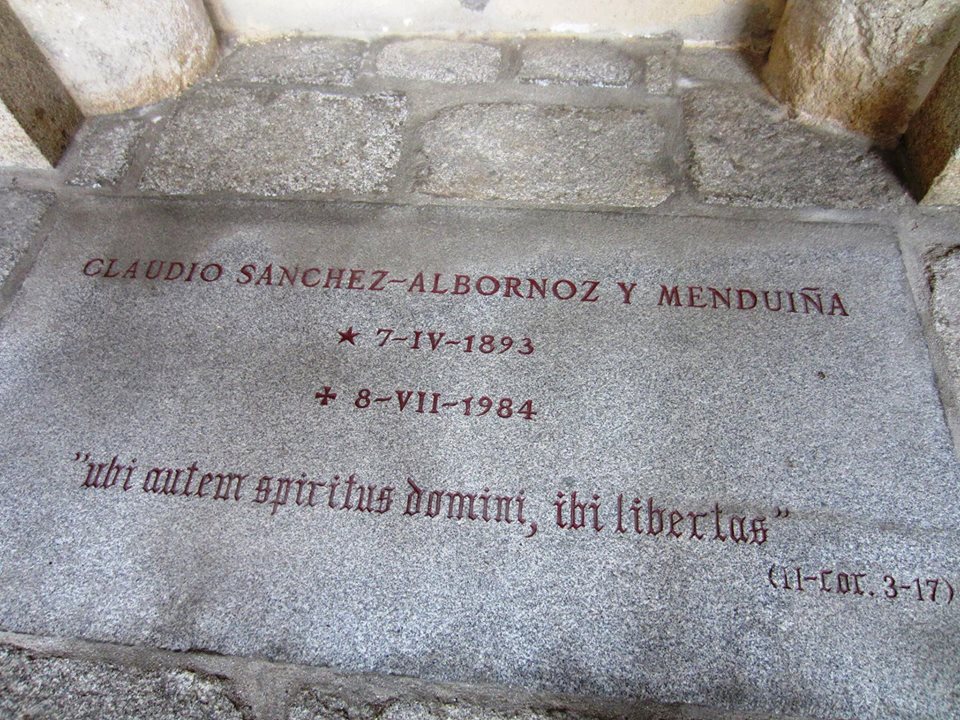 CLAUDIO SANCHEZ-ALBORNOZ Y MENDUIÑA
★ 7-IV-1893
✠ 8-VII-1984
"ubi autem spiritus domini, ibi libertas"
(II-cor. 3-17)